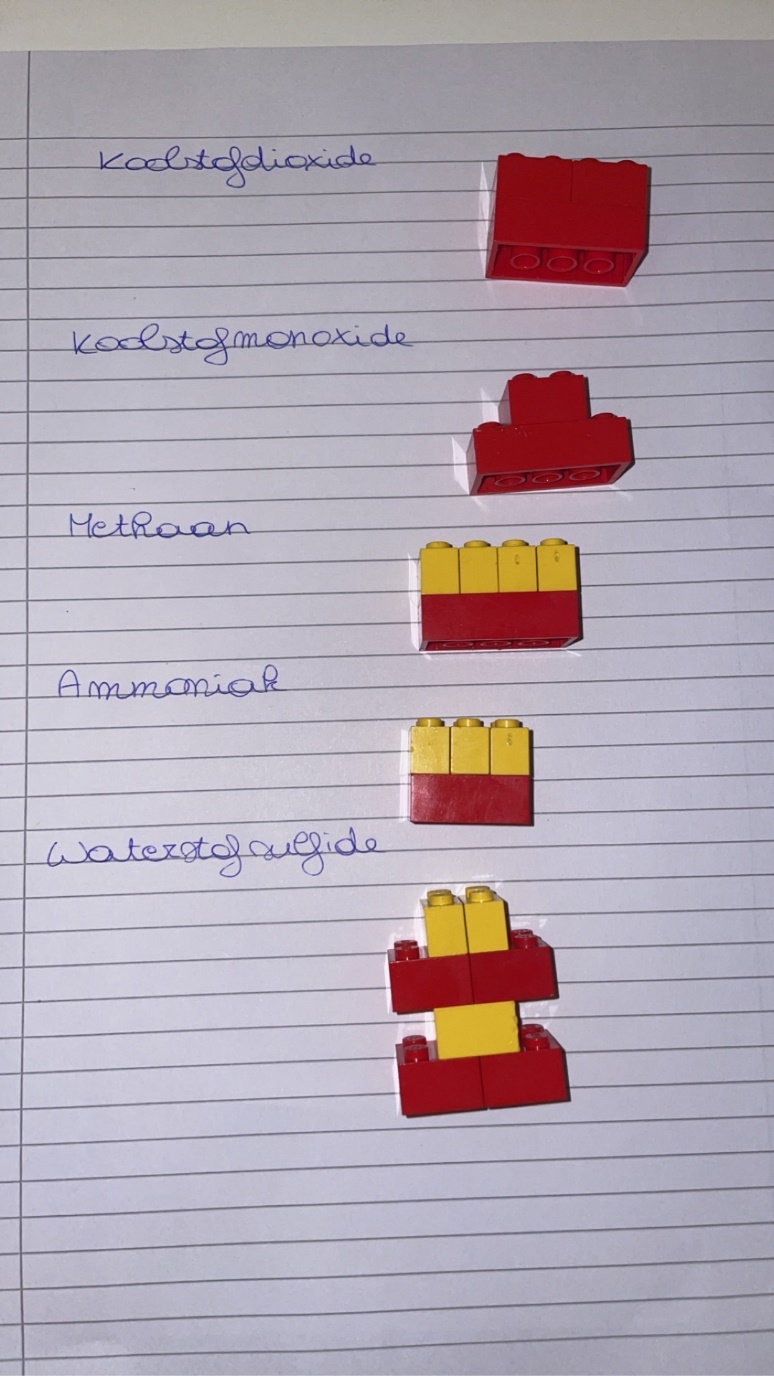 Koolstofdioxide
Koolstofmonoxide
Methaan
Ammoniak
Waterstofsulfide